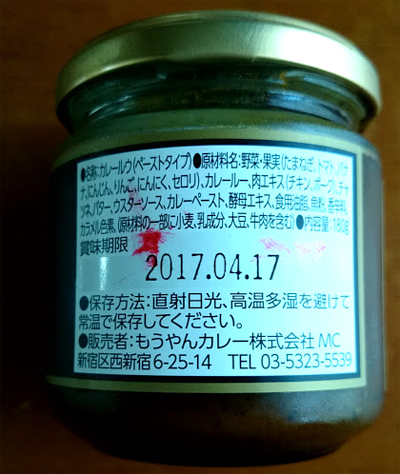 ●名称:カレールウ(ペーストタイプ)●原材料名:野菜・果実(たまねぎ、トマト、バナ
ナ、にんじん、りんご、にんにく、セロリ)、カレールー、肉エキス(チキン、ポーク)、チャ
ツネ、バター、ウスターソース、カレーペースト、酵母エキス、食用油脂、魚粉、香辛料、
カラメル色素、(原材料の一部に小麦、乳成分、大豆、牛肉を含む)●内容量:180g
賞味期限
2017.04.17
●保存方法:直射日光、高温多湿を避けて
常温で保存してください。
●販売者:もうやんカレー株式会社 MC
新宿区西新宿6-25-14 TEL 03-5323-5539